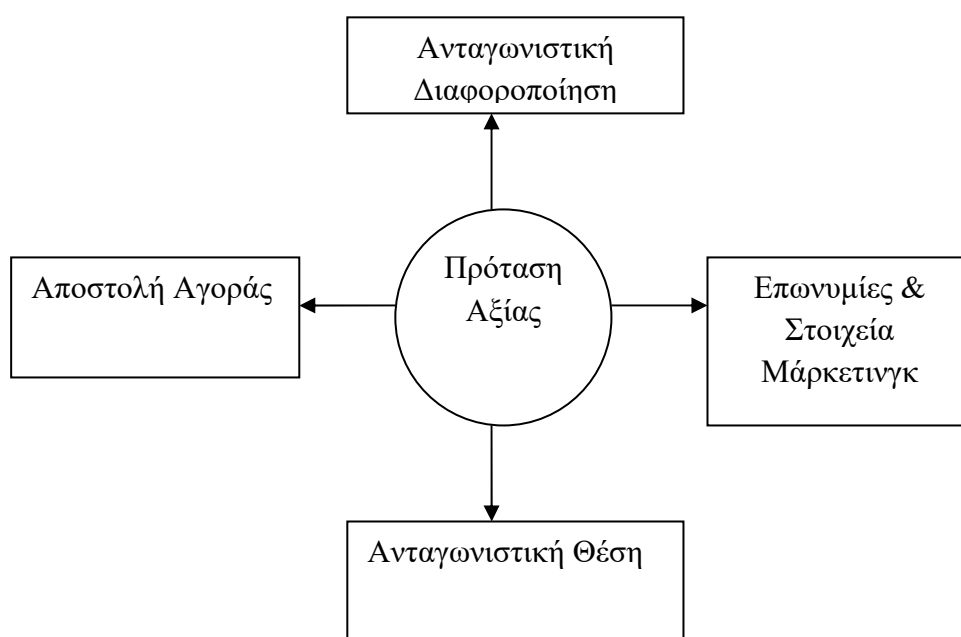 Ανταγωνιστική
Διαφοροποίηση
Πρόταση
Αξίας
Αποστολή Αγοράς
Επωνυμίες &
Στοιχεία
Μάρκετινγκ
Ανταγωνιστική Θέση